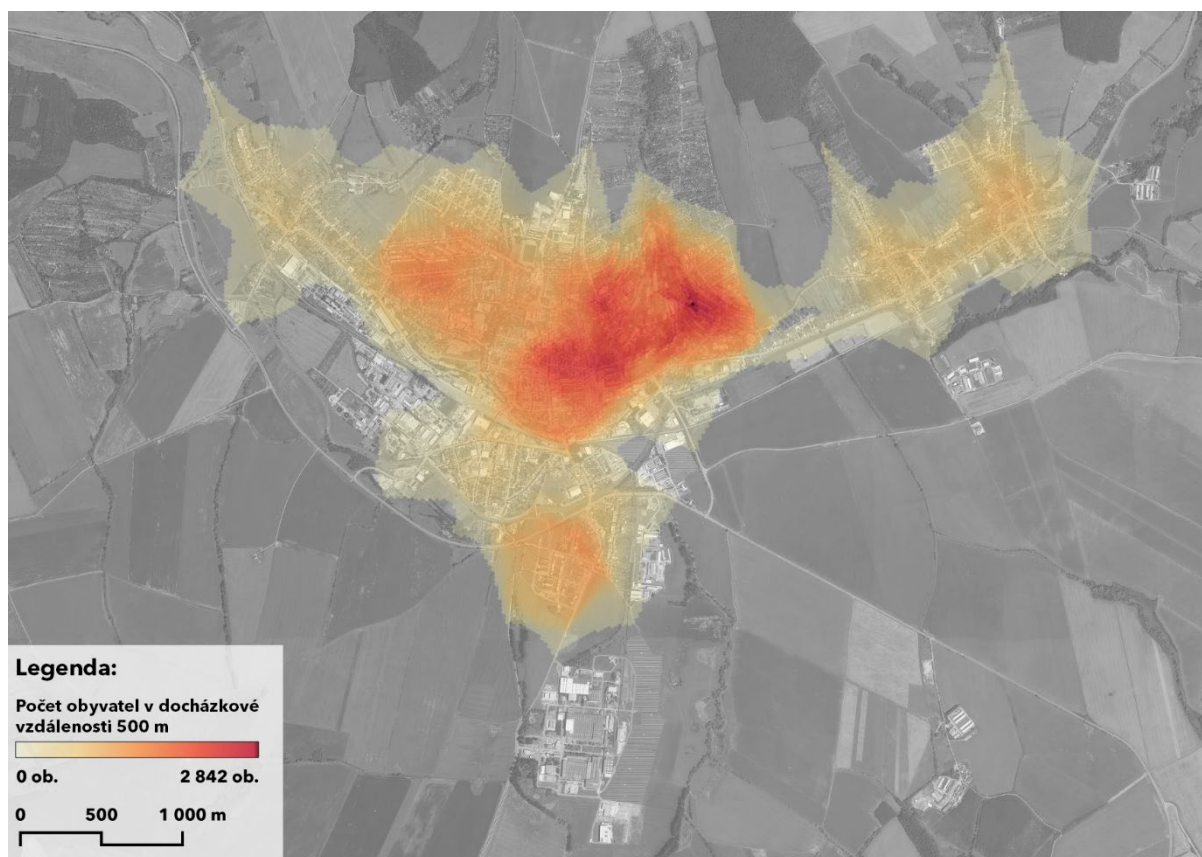 Legenda:
Počet obyvatel v docházkové
vzdálenosti 500 m
0 ob. 2 842 ob.
0 500 1 000 m